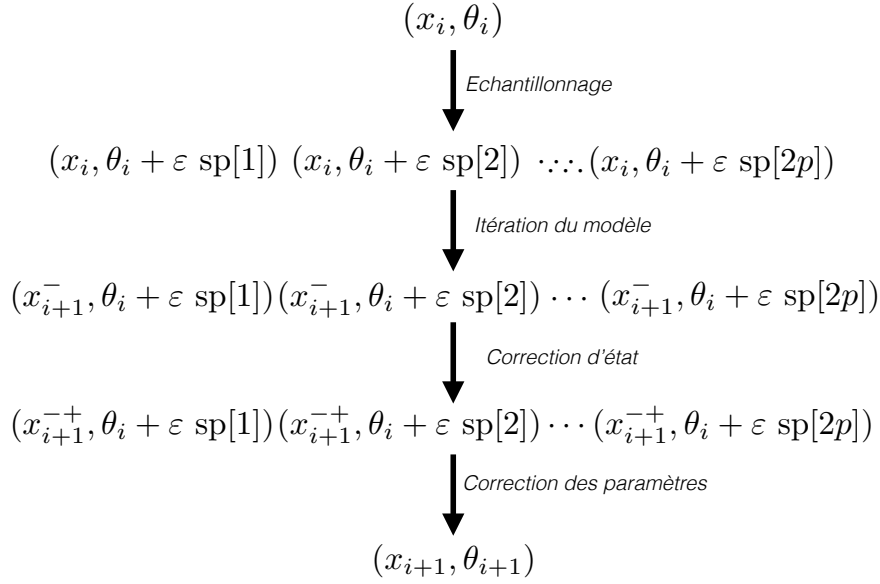 (x_i, θ_i)
Echantillonnage
(x_i, θ_i + ε sp[1]) (x_i, θ_i + ε sp[2]) ·.··.(x_i, θ_i + ε sp[2p])
Itération du modèle
(x_{i+1}^-, θ_i + ε sp[1])(x_{i+1}^-, θ_i + ε sp[2]) ··· (x_{i+1}^-, θ_i + ε sp[2p])
Correction d'état
(x_{i+1}^{-+}, θ_i + ε sp[1])(x_{i+1}^{-+}, θ_i + ε sp[2]) ··· (x_{i+1}^{-+}, θ_i + ε sp[2p])
Correction des paramètres
(x_{i+1}, θ_{i+1})